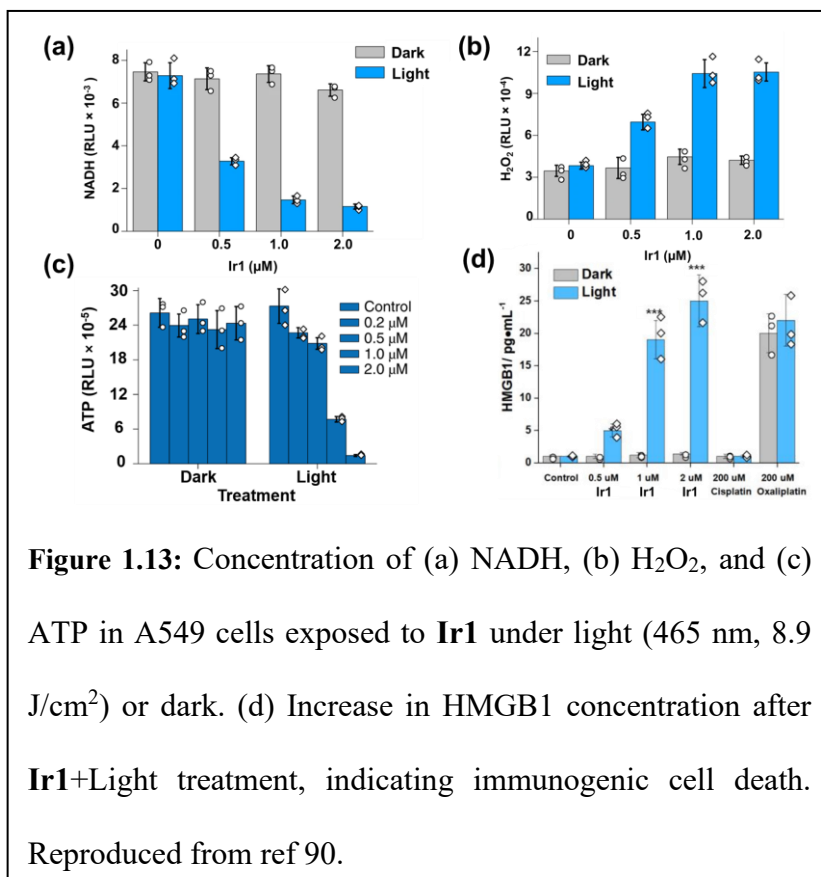 (a)
Dark
Light
NADH (RLU × 10⁻³)
8
6
4
2
0
0
0.5
1.0
2.0
Ir1 (µM)
(b)
Dark
Light
H₂O₂ (RLU × 10⁻⁴)
12
9
6
3
0
0.5
1.0
2.0
Ir1 (µM)
(c)
ATP (RLU × 10⁻⁵)
30
24
18
12
6
0
Control
0.2 µM
0.5 µM
1.0 µM
2.0 µM
Dark
Light
Treatment
(d)
Dark
Light
HMGB1/ pg•mL⁻¹
30
25
20
15
10
5
0
***
***
Control
0.5 uM
Ir1
1 uM
Ir1
2 uM
Ir1
200 uM
Cisplatin
200 uM
Oxaliplatin
Figure 1.13: Concentration of (a) NADH, (b) H₂O₂, and (c)
ATP in A549 cells exposed to Ir1 under light (465 nm, 8.9
J/cm²) or dark. (d) Increase in HMGB1 concentration after
Ir1+Light treatment, indicating immunogenic cell death.
Reproduced from ref 90.